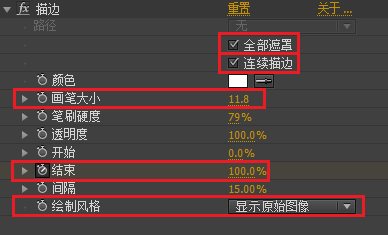 fx 描边 重置 关于...
路径 无
全部遮罩
连续描边
颜色
画笔大小 11.8
笔刷硬度 79%
透明度 100.0%
开始 0.0%
结束 100.0%
间隔 15.00%
绘制风格 显示原始图像